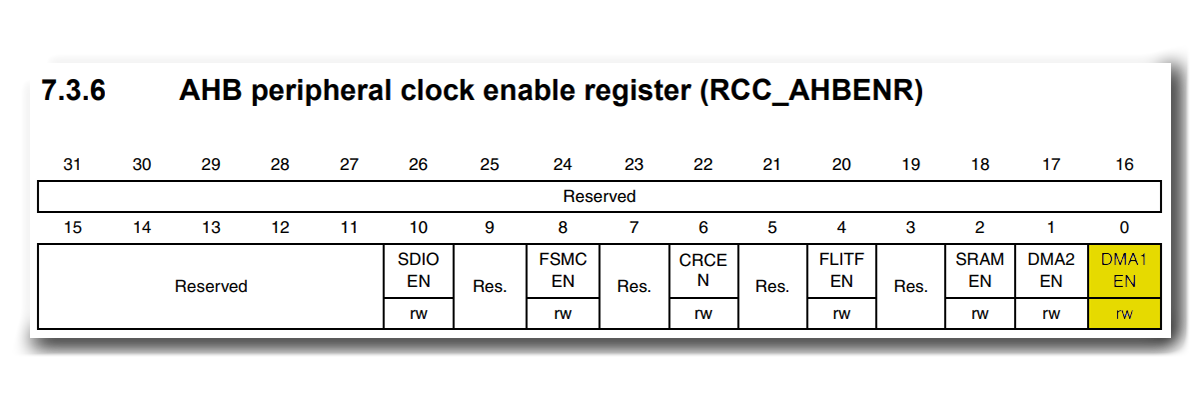 7.3.6 AHB peripheral clock enable register (RCC_AHBENR)
31 30 29 28 27 26 25 24 23 22 21 20 19 18 17 16
Reserved
15 14 13 12 11 10 9 8 7 6 5 4 3 2 1 0
Reserved
SDIO
EN
rw
Res.
FSMC
EN
rw
Res.
CRCE
N
rw
Res.
FLITF
EN
rw
Res.
SRAM
EN
rw
DMA2
EN
rw
DMA1
EN
rw